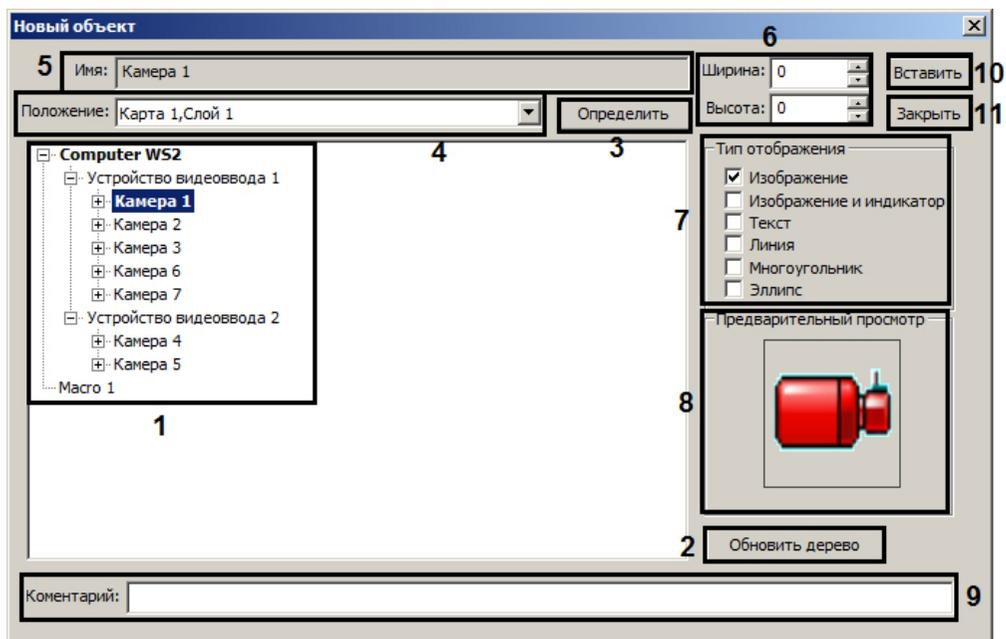 Новый объект
6
5 Имя: Камера 1 Ширина: 0 Вставить 10
Положение: Карта 1,Слой 1 Определить Высота: 0 Закрыть 11
4 3
Computer WS2
Устройство видеоввода 1
Камера 1
Камера 2
Камера 3
Камера 6
Камера 7
Устройство видеоввода 2
Камера 4
Камера 5
Macro 1
1
Тип отображения
Изображение
Изображение и индикатор
7 Текст
Линия
Многоугольник
Эллипс
Предварительный просмотр
8
2 Обновить дерево
Коментарий: 9